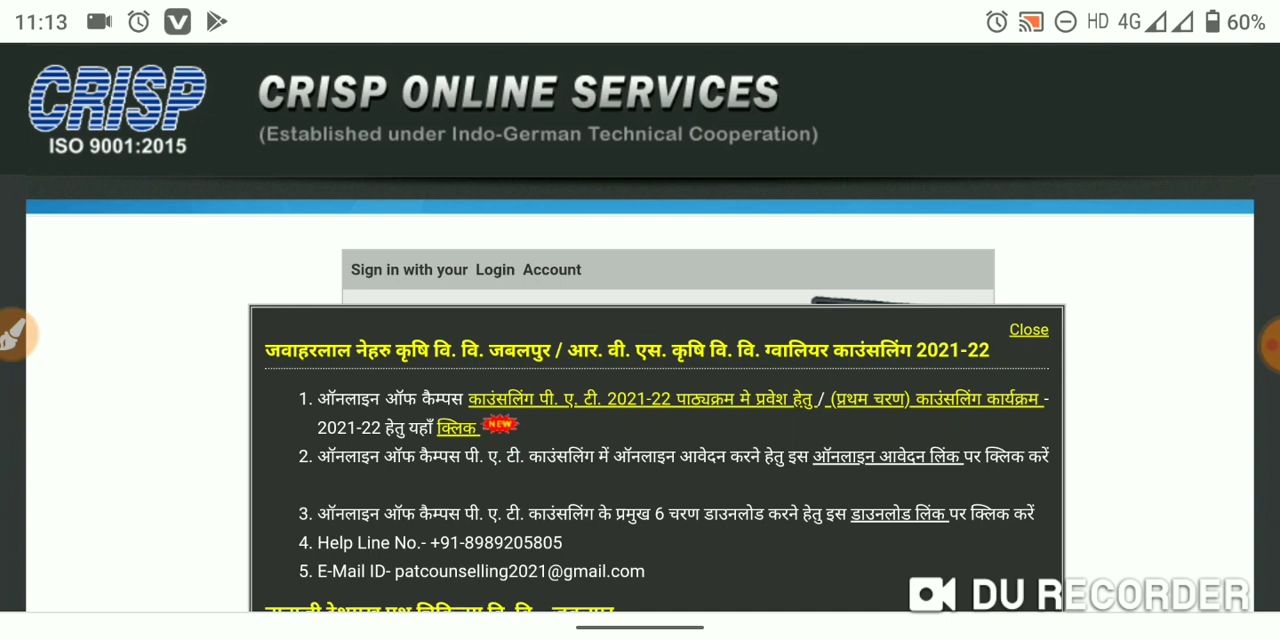 11:13
HD 4G 60%
CRISP
ISO 9001:2015
CRISP ONLINE SERVICES
(Established under Indo-German Technical Cooperation)
Sign in with your Login Account
Close
जवाहरलाल नेहरु कृषि वि. वि. जबलपुर / आर. वी. एस. कृषि वि. वि. ग्वालियर काउंसलिंग 2021-22
1. ऑनलाइन ऑफ कैम्पस काउंसलिंग पी. ए. टी. 2021-22 पाठ्यक्रम मे प्रवेश हेतु / (प्रथम चरण) काउंसलिंग कार्यक्रम -
2021-22 हेतु यहाँ क्लिक NEW
2. ऑनलाइन ऑफ कैम्पस पी. ए. टी. काउंसलिंग में ऑनलाइन आवेदन करने हेतु इस ऑनलाइन आवेदन लिंक पर क्लिक करें
3. ऑनलाइन ऑफ कैम्पस पी. ए. टी. काउंसलिंग के प्रमुख 6 चरण डाउनलोड करने हेतु इस डाउनलोड लिंक पर क्लिक करें
4. Help Line No.- +91-8989205805
5. E-Mail ID- patcounselling2021@gmail.com
DU RECORDER